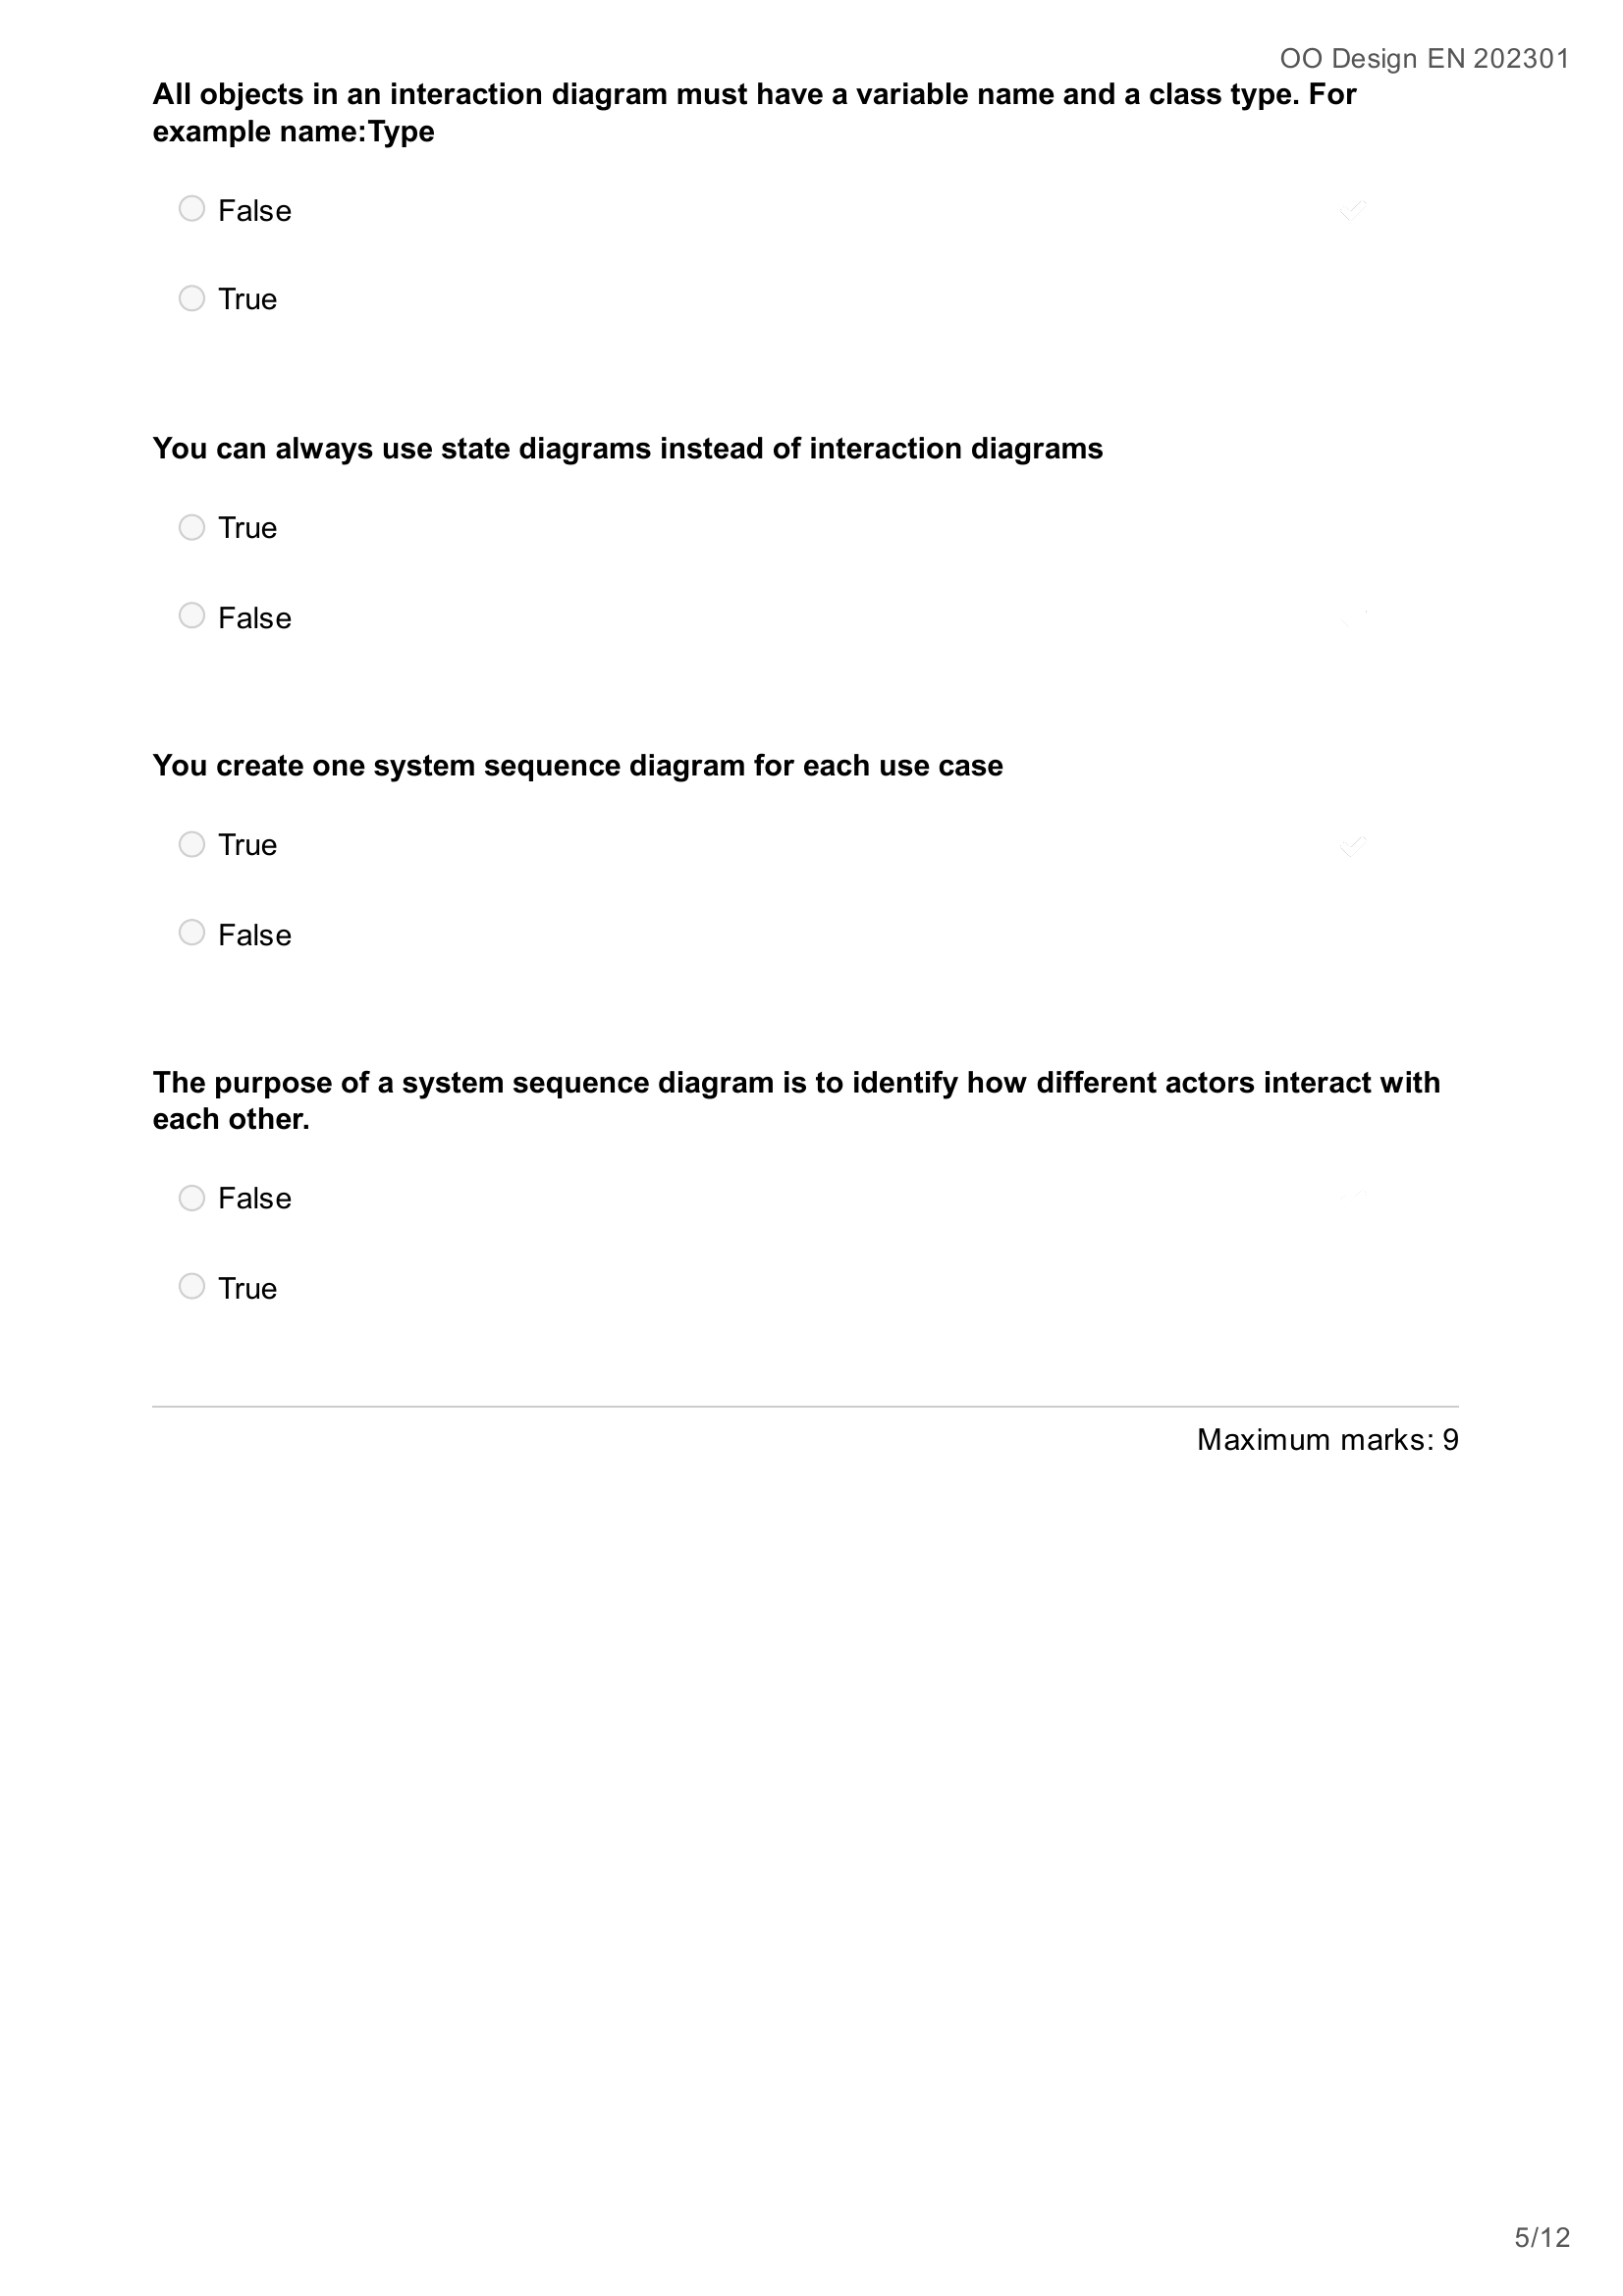 OO Design EN 202301
All objects in an interaction diagram must have a variable name and a class type. For
example name:Type
False
True
You can always use state diagrams instead of interaction diagrams
True
False
You create one system sequence diagram for each use case
True
False
The purpose of a system sequence diagram is to identify how different actors interact with
each other.
False
True
Maximum marks: 9
5/12